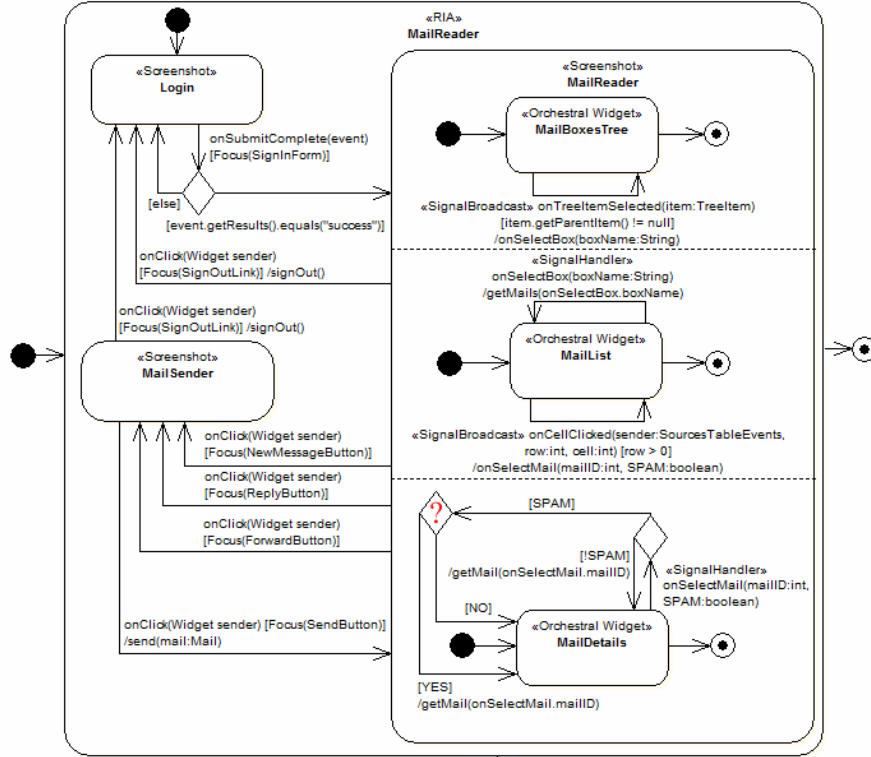 «RIA»
MailReader
«Screenshot»
Login
«Screenshot»
MailReader
«Orchestral Widget»
MailBoxesTree
onSubmitComplete(event)
[Focus(SignInForm)]
[else]
[event.getResults().equals("success")]
«SignalBroadcast» onTreeItemSelected(item:TreeItem)
[item.getParentItem() != null]
/onSelectBox(boxName:String)
onClick(Widget sender)
[Focus(SignOutLink)] /signOut()
«SignalHandler»
onSelectBox(boxName:String)
/getMails(onSelectBox.boxName)
onClick(Widget sender)
[Focus(SignOutLink)] /signOut()
«Screenshot»
MailSender
«Orchestral Widget»
MailList
onClick(Widget sender)
[Focus(NewMessageButton)]
«SignalBroadcast» onCellClicked(sender:SourcesTableEvents,
row:int, cell:int) [row > 0]
/onSelectMail(mailID:int, SPAM:boolean)
onClick(Widget sender)
[Focus(ReplyButton)]
onClick(Widget sender)
[Focus(ForwardButton)]
?
[SPAM]
[!SPAM]
/getMail(onSelectMail.mailID)
«SignalHandler»
onSelectMail(mailID:int,
SPAM:boolean)
[NO]
onClick(Widget sender) [Focus(SendButton)]
/send(mail:Mail)
«Orchestral Widget»
MailDetails
[YES]
/getMail(onSelectMail.mailID)